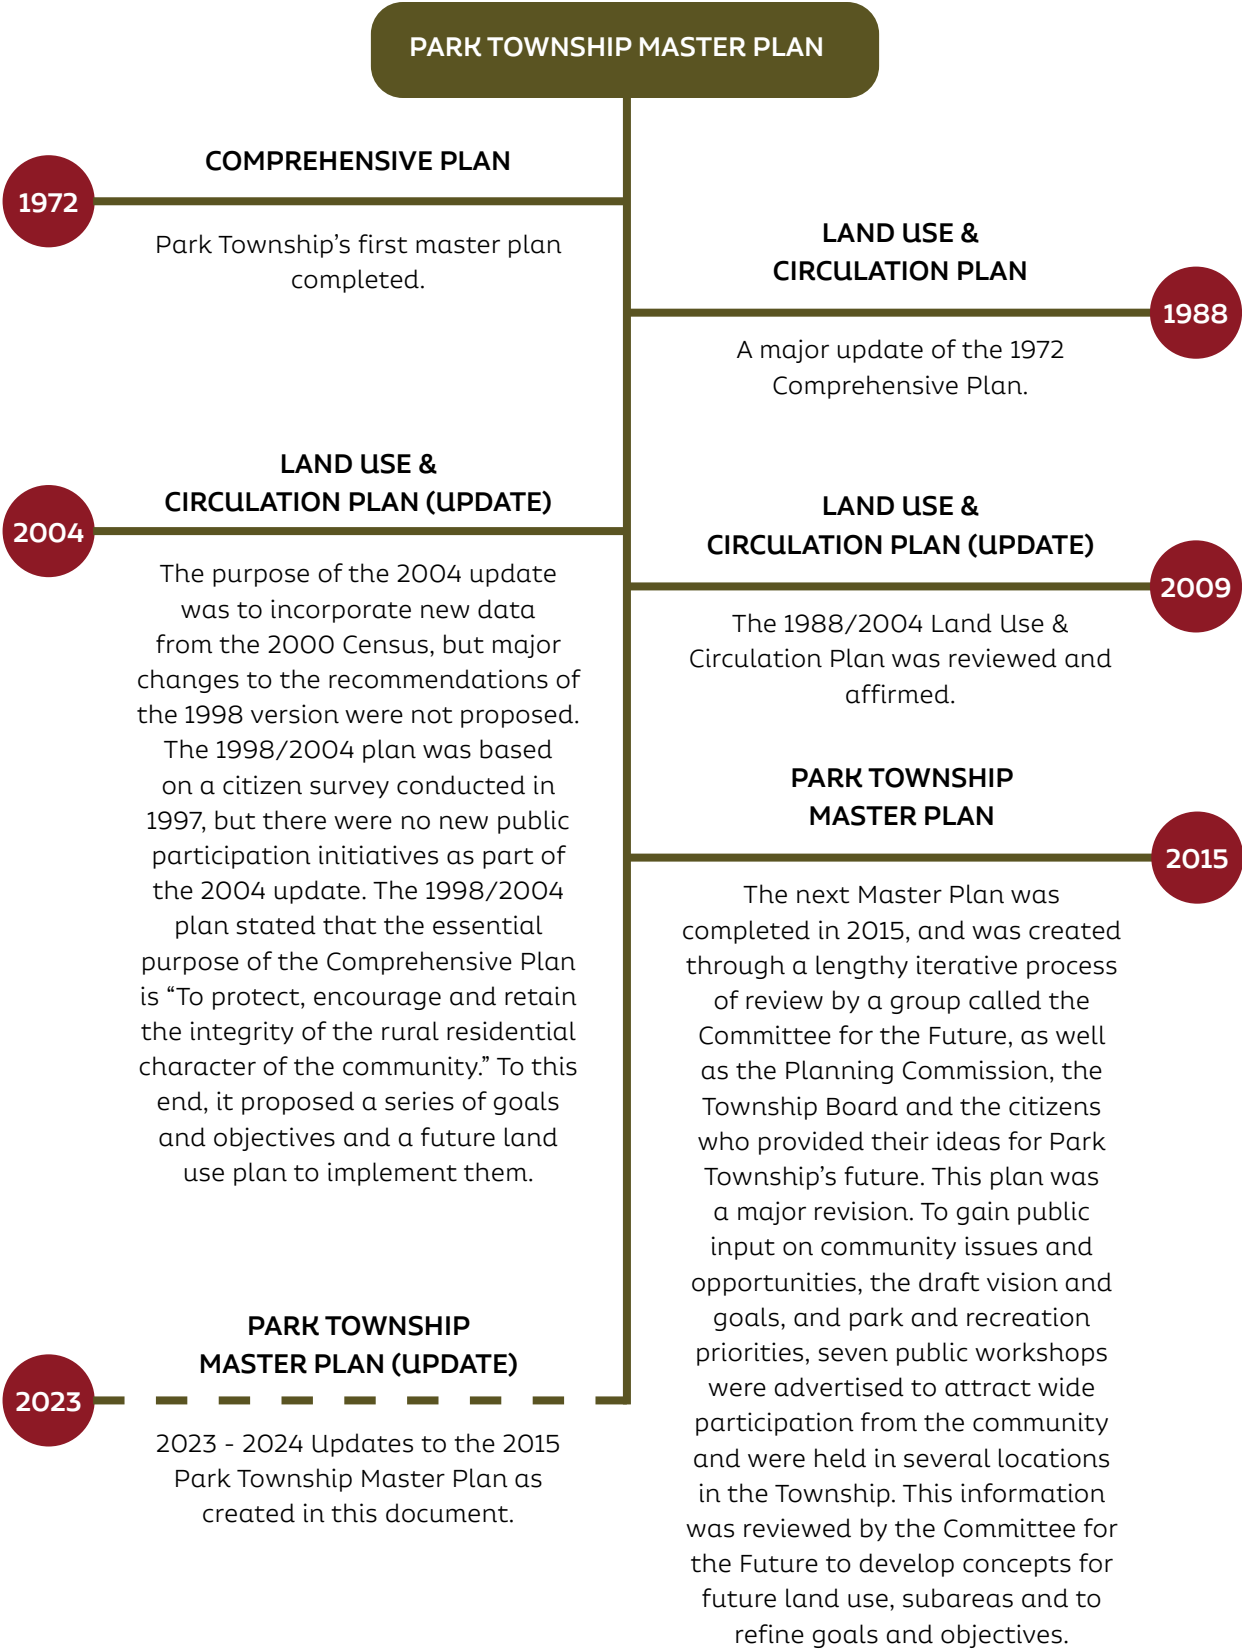 PARK TOWNSHIP MASTER PLAN
COMPREHENSIVE PLAN
1972
Park Township’s first master plan
completed.
LAND USE &
CIRCULATION PLAN
1988
A major update of the 1972
Comprehensive Plan.
LAND USE &
CIRCULATION PLAN (UPDATE)
2004
The purpose of the 2004 update
was to incorporate new data
from the 2000 Census, but major
changes to the recommendations of
the 1998 version were not proposed.
The 1998/2004 plan was based
on a citizen survey conducted in
1997, but there were no new public
participation initiatives as part of
the 2004 update. The 1998/2004
plan stated that the essential
purpose of the Comprehensive Plan
is “To protect, encourage and retain
the integrity of the rural residential
character of the community.” To this
end, it proposed a series of goals
and objectives and a future land
use plan to implement them.
LAND USE &
CIRCULATION PLAN (UPDATE)
2009
The 1988/2004 Land Use &
Circulation Plan was reviewed and
affirmed.
PARK TOWNSHIP
MASTER PLAN
2015
The next Master Plan was
completed in 2015, and was created
through a lengthy iterative process
of review by a group called the
Committee for the Future, as well
as the Planning Commission, the
Township Board and the citizens
who provided their ideas for Park
Township’s future. This plan was
a major revision. To gain public
input on community issues and
opportunities, the draft vision and
goals, and park and recreation
priorities, seven public workshops
were advertised to attract wide
participation from the community
and were held in several locations
in the Township. This information
was reviewed by the Committee for
the Future to develop concepts for
future land use, subareas and to
refine goals and objectives.
PARK TOWNSHIP
MASTER PLAN (UPDATE)
2023
2023 - 2024 Updates to the 2015
Park Township Master Plan as
created in this document.